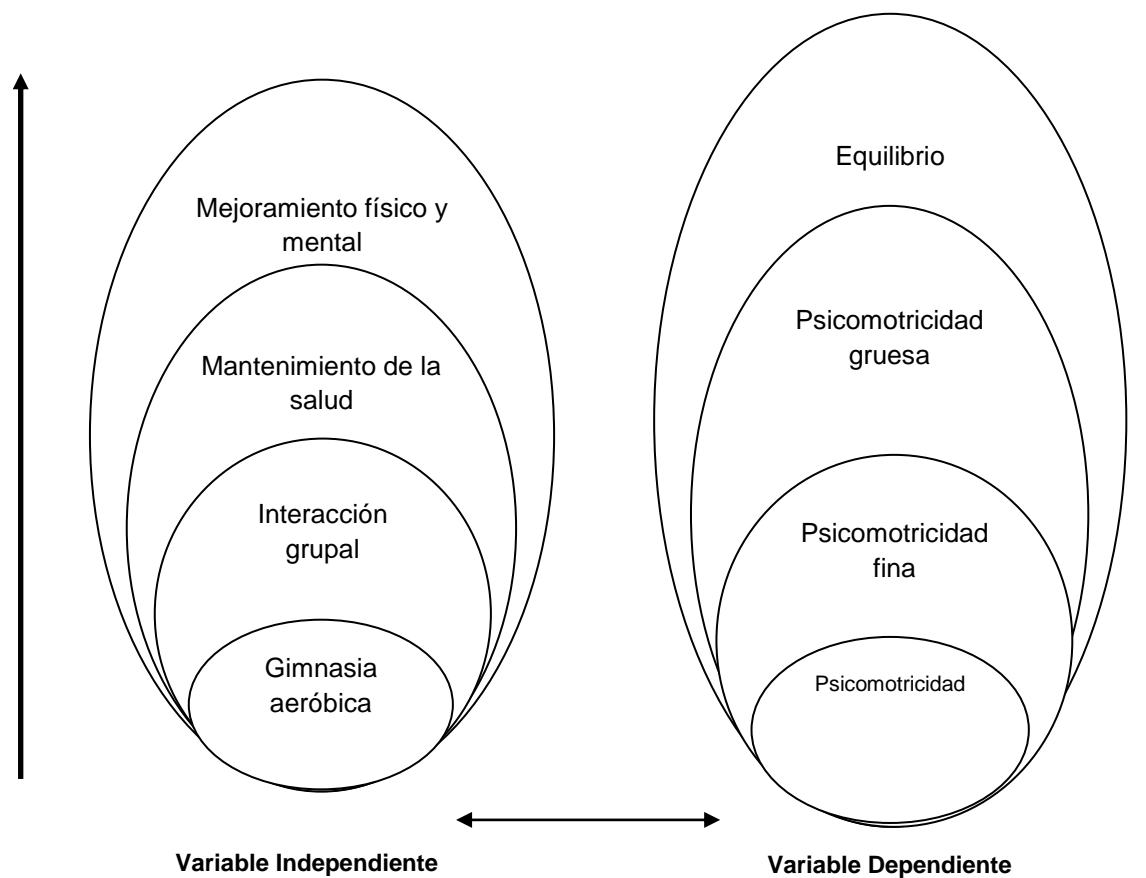 Mejoramiento físico y
mental
Mantenimiento de la
salud
Interacción
grupal
Gimnasia
aeróbica
Variable Independiente
Equilibrio
Psicomotricidad
gruesa
Psicomotricidad
fina
Psicomotricidad
Variable Dependiente